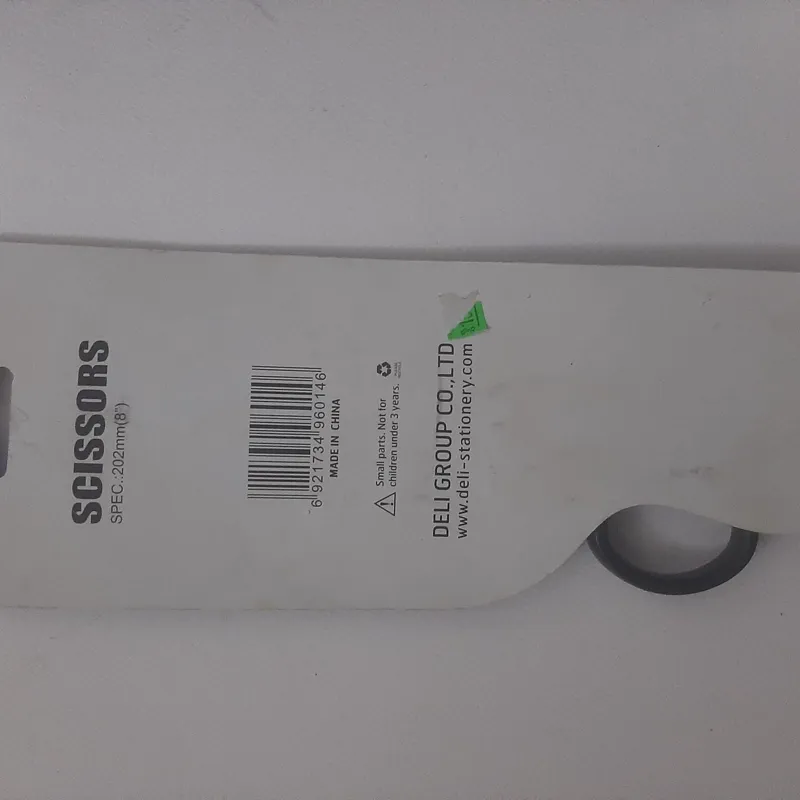 SCISSORS
SPEC.:202mm(8")
6 921734 960146
MADE IN CHINA
Small parts. Not for
children under 3 years.
DELI GROUP CO.,LTD
www.deli-stationery.com